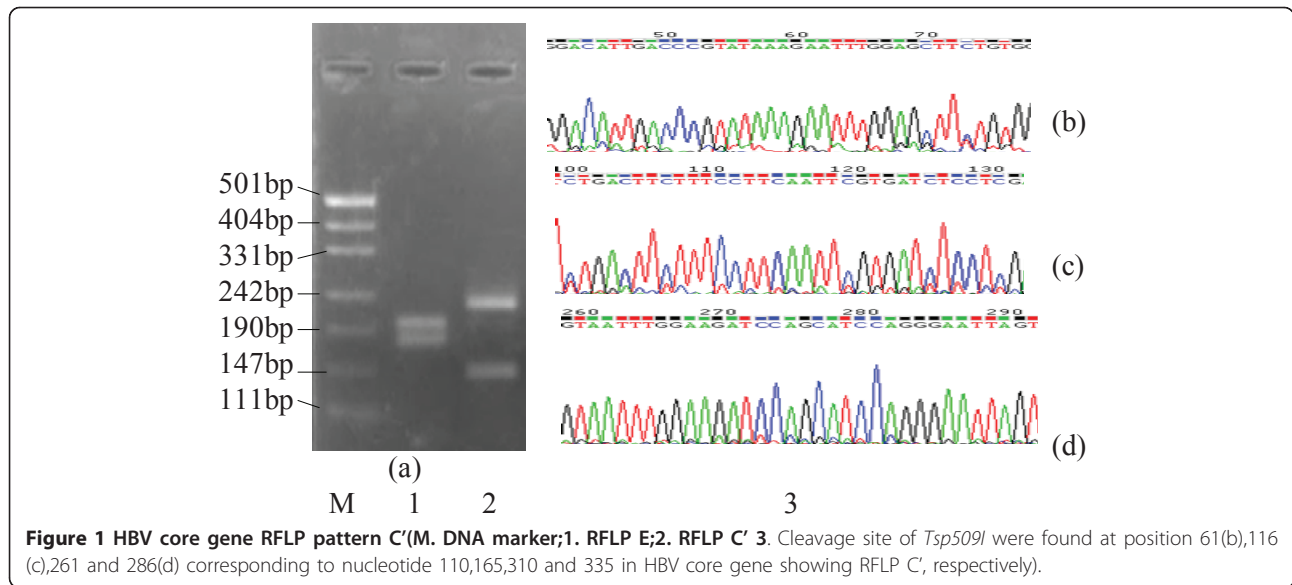 501bp
404bp
331bp
242bp
190bp
147bp
111bp
(a)
M 1 2 3
50 60 70
GGACATTGACCCGTATAAAGAATTTGGAGCTTCTGTGG
(b)
100 110 120 130
CTGACTTCTTTCCTTCAATTCGTGATCTCCTCG
(c)
260 270 280 290
GTAATTTGGAAGATCCAGCATCCAGGGAATTAGT
(d)
Figure 1 HBV core gene RFLP pattern C'(M. DNA marker;1. RFLP E;2. RFLP C' 3. Cleavage site of Tsp509I were found at position 61(b),116
(c),261 and 286(d) corresponding to nucleotide 110,165,310 and 335 in HBV core gene showing RFLP C', respectively).